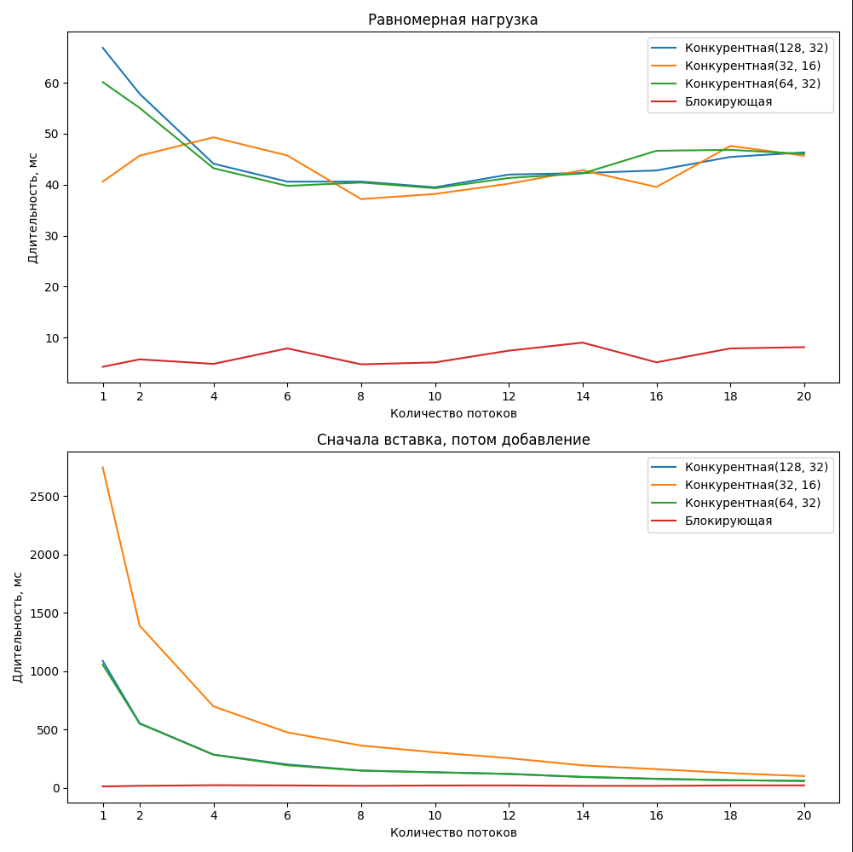 Равномерная нагрузка
Конкурентная(128, 32)
Конкурентная(32, 16)
Конкурентная(64, 32)
Блокирующая
Длительность, мс
60
50
40
30
20
10
1 2 4 6 8 10 12 14 16 18 20
Количество потоков
Сначала вставка, потом добавление
Конкурентная(128, 32)
Конкурентная(32, 16)
Конкурентная(64, 32)
Блокирующая
Длительность, мс
2500
2000
1500
1000
500
0
1 2 4 6 8 10 12 14 16 18 20
Количество потоков